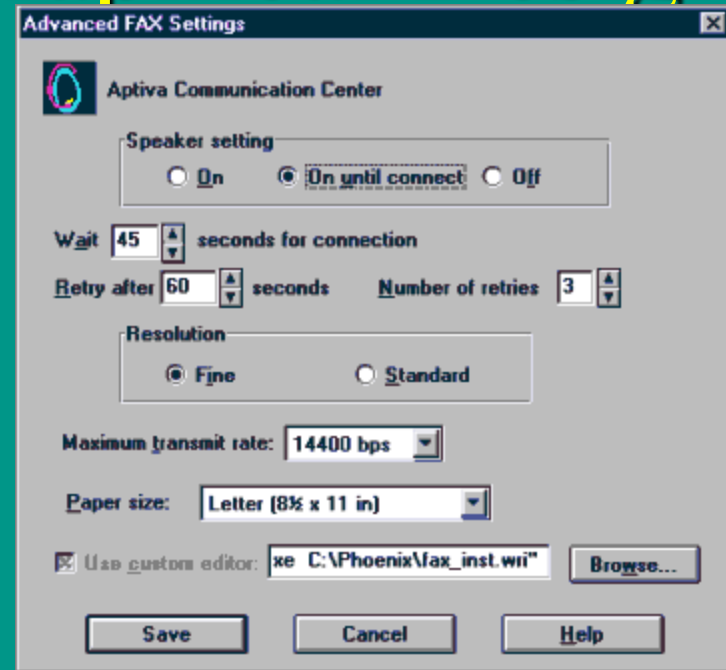 Advanced FAX Settings
Aptiva Communication Center
Speaker setting
On On until connect Off
Wait 45 seconds for connection
Retry after 60 seconds Number of retries 3
Resolution
Fine Standard
Maximum transmit rate: 14400 bps
Paper size: Letter (8½ x 11 in)
Use custom editor: xe C:\Phoenix\fax_inst.wri" Browse...
Save Cancel Help